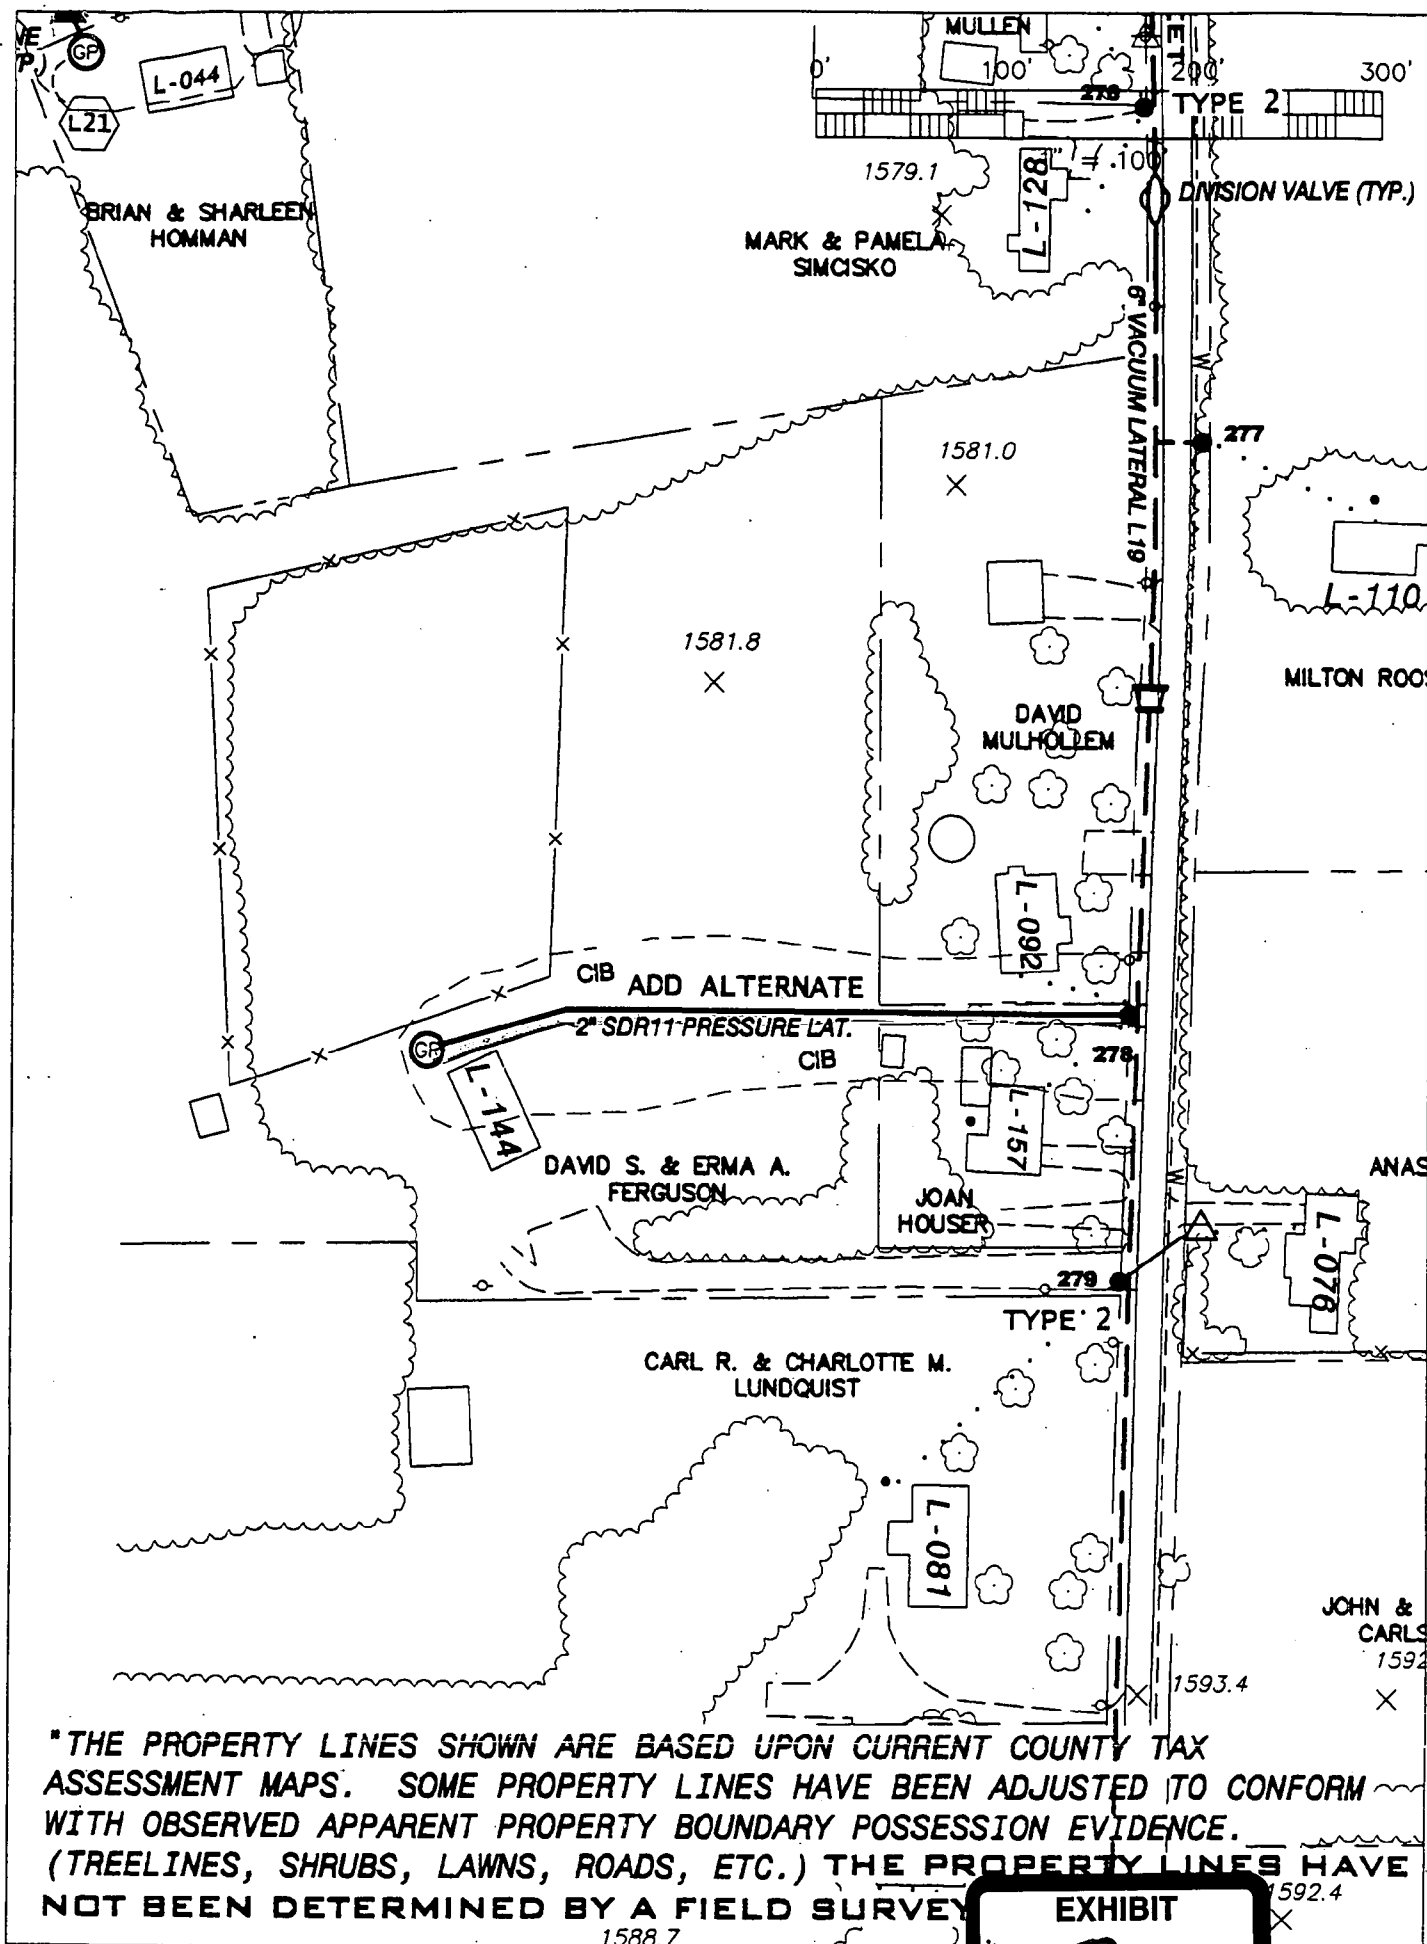 MULLEN
GP
L-044
0'
100'
200'
300'
276
TYPE 2
L21
1" = 100'
1579.1
L-128
DIVISION VALVE (TYP.)
BRIAN & SHARLEEN
HOMMAN
MARK & PAMELA
SIMCISKO
6" VACUUM LATERAL L19
W
277
1581.0
L-110
1581.8
MILTON
DAVID
MULHOLLEM
L-092
CIB
ADD ALTERNATE
2" SDR11 PRESSURE LAT.
GP
CIB
278
L-144
L-157
DAVID S. & ERMA A.
FERGUSON
JOAN
HOUSER
W
L-076
279
TYPE 2
CARL R. & CHARLOTTE M.
LUNDQUIST
L-081
JOHN &
1592
1593.4
*THE PROPERTY LINES SHOWN ARE BASED UPON CURRENT COUNTY TAX
ASSESSMENT MAPS. SOME PROPERTY LINES HAVE BEEN ADJUSTED TO CONFORM
WITH OBSERVED APPARENT PROPERTY BOUNDARY POSSESSION EVIDENCE.
(TREELINES, SHRUBS, LAWNS, ROADS, ETC.) THE PROPERTY LINES HAVE
NOT BEEN DETERMINED BY A FIELD SURVEY
EXHIBIT
1592.4
1588.7